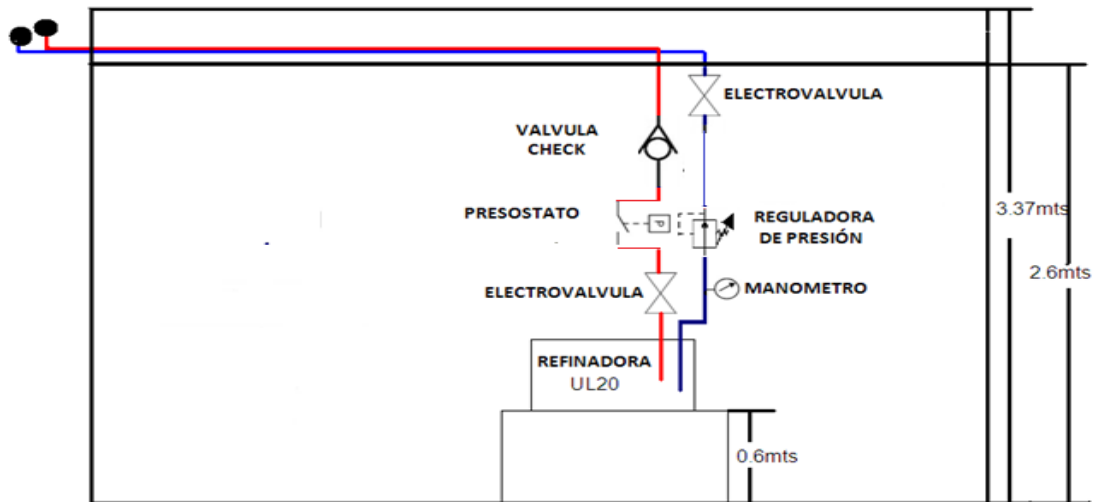 ELECTROVALVULA
VALVULA
CHECK
PRESOSTATO
P
REGULADORA
DE PRESIÓN
3.37mts
2.6mts
ELECTROVALVULA
MANOMETRO
REFINADORA
UL20
0.6mts